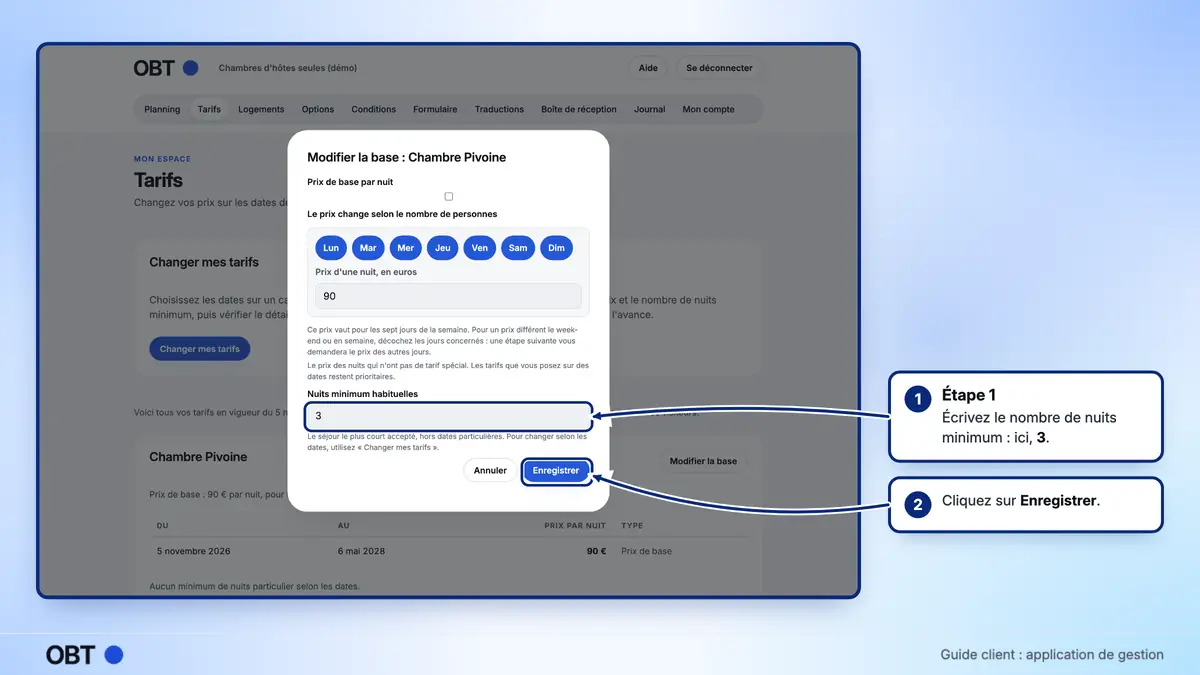 OBT
Chambres d'hôtes seules (démo)
Aide
Se déconnecter
Planning
Tarifs
Logements
Options
Conditions
Formulaire
Traductions
Boîte de réception
Journal
Mon compte
MON ESPACE
Tarifs
Changez vos prix sur les dates de
Changer mes tarifs
Choisissez les dates sur un ca
x et le nombre de nuits
minimum, puis vérifier le détai
l'avance.
Changer mes tarifs
Voici tous vos tarifs en vigueur du 5 n
Chambre Pivoine
Modifier la base
Prix de base : 90 € par nuit, pour
DU
AU
PRIX PAR NUIT
TYPE
5 novembre 2026
6 mai 2028
90 €
Prix de base
Aucun minimum de nuits particulier selon les dates.
Modifier la base : Chambre Pivoine
Prix de base par nuit
Le prix change selon le nombre de personnes
Lun
Mar
Mer
Jeu
Ven
Sam
Dim
Prix d'une nuit, en euros
90
Ce prix vaut pour les sept jours de la semaine. Pour un prix différent le week-
end ou en semaine, décochez les jours concernés : une étape suivante vous
demandera le prix des autres jours.
Le prix des nuits qui n'ont pas de tarif spécial. Les tarifs que vous posez sur des
dates restent prioritaires.
Nuits minimum habituelles
3
Le séjour le plus court accepté, hors dates particulières. Pour changer selon les
dates, utilisez « Changer mes tarifs ».
Annuler
Enregistrer
1
Étape 1
Écrivez le nombre de nuits
minimum : ici, 3.
2
Cliquez sur Enregistrer.
OBT
Guide client : application de gestion